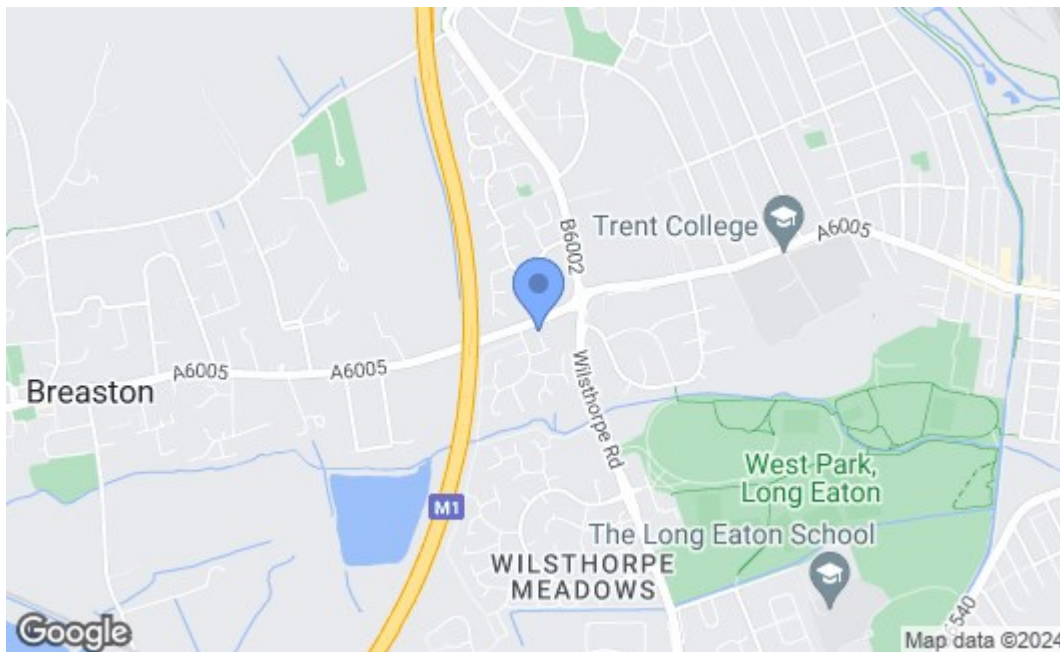 B6002
Trent College
A6005
A6005
A6005
Breaston
Wilsthorpe Rd
West Park,
Long Eaton
M1
The Long Eaton School
WILSTHORPE
MEADOWS
Google
Map data ©2024